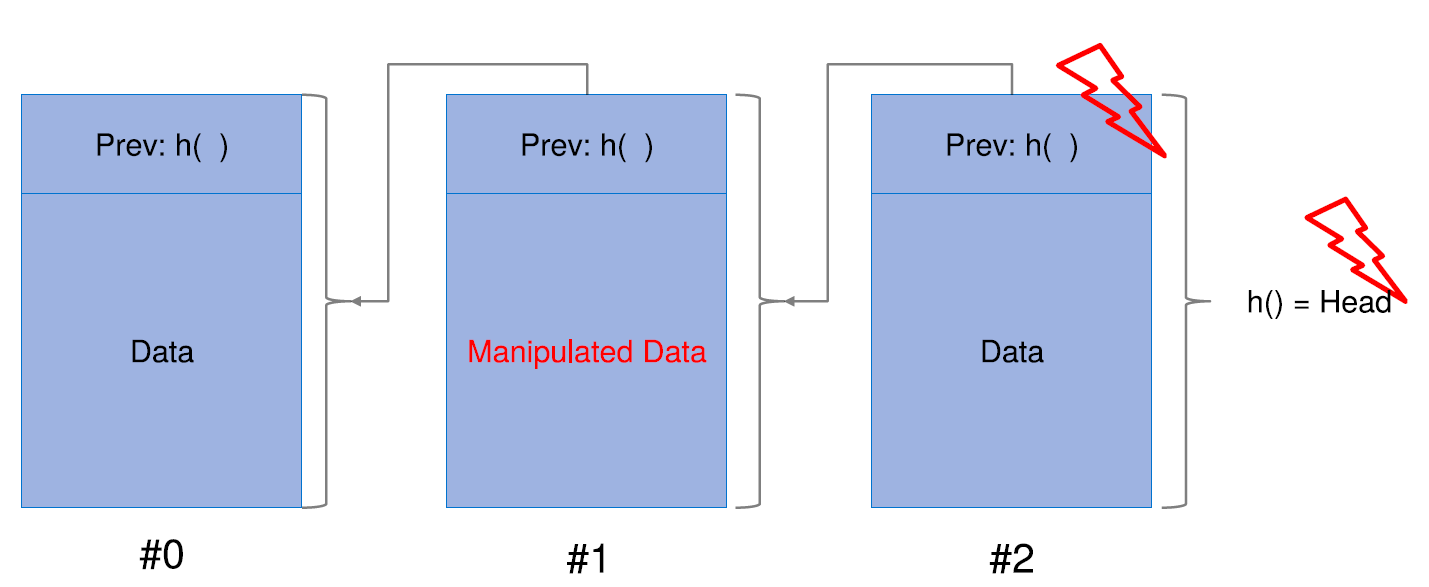 Prev: h(  )
Data
#0
Prev: h(  )
Manipulated Data
#1
Prev: h(  )
Data
#2
h() = Head